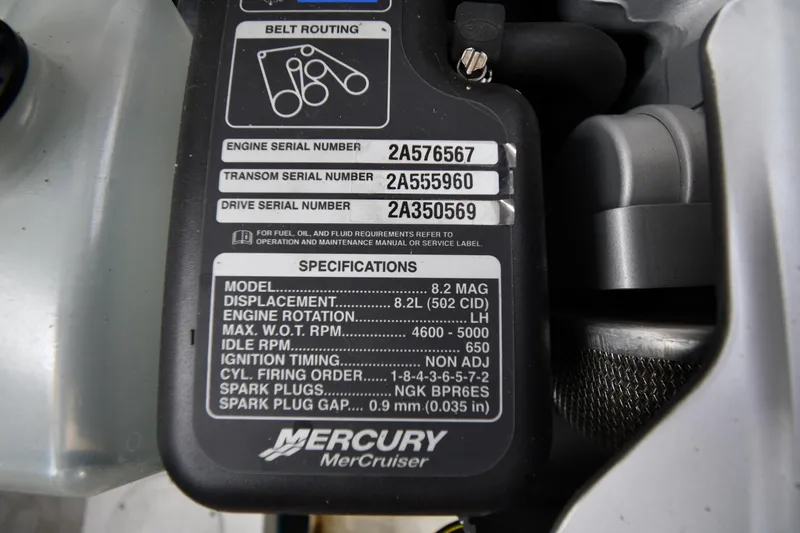 BELT ROUTING
ENGINE SERIAL NUMBER 2A576567
TRANSOM SERIAL NUMBER 2A555960
DRIVE SERIAL NUMBER 2A350569
FOR FUEL, OIL, AND FLUID REQUIREMENTS REFER TO
OPERATION AND MAINTENANCE MANUAL OR SERVICE LABEL.
SPECIFICATIONS
MODEL............................... 8.2 MAG
DISPLACEMENT............ 8.2L (502 CID)
ENGINE ROTATION....................... LH
MAX. W.O.T. RPM.............. 4600 - 5000
IDLE RPM.................................. 650
IGNITION TIMING................. NON ADJ
CYL. FIRING ORDER...... 1-8-4-3-6-5-7-2
SPARK PLUGS................ NGK BPR6ES
SPARK PLUG GAP.... 0.9 mm (0.035 in)
MERCURY
MerCruiser